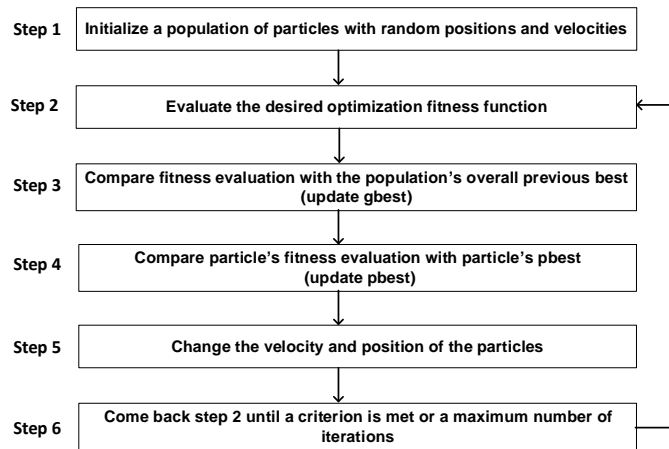 Step 1
Initialize a population of particles with random positions and velocities
Step 2
Evaluate the desired optimization fitness function
Step 3
Compare fitness evaluation with the population’s overall previous best
(update gbest)
Step 4
Compare particle’s fitness evaluation with particle’s pbest
(update pbest)
Step 5
Change the velocity and position of the particles
Step 6
Come back step 2 until a criterion is met or a maximum number of
iterations